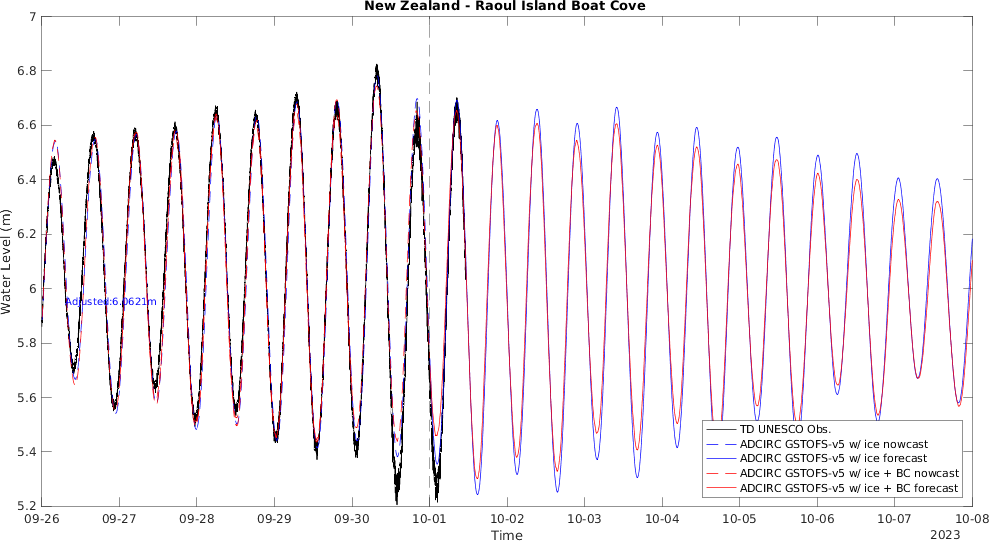 New Zealand - Raoul Island Boat Cove
7
6.8
6.6
6.4
6.2
6
5.8
5.6
5.4
5.2
Water Level (m)
Adjusted:6.0621m
TD UNESCO Obs.
ADCIRC GSTOFS-v5 w/ ice nowcast
ADCIRC GSTOFS-v5 w/ ice forecast
ADCIRC GSTOFS-v5 w/ ice + BC nowcast
ADCIRC GSTOFS-v5 w/ ice + BC forecast
09-26 09-27 09-28 09-29 09-30 10-01 10-02 10-03 10-04 10-05 10-06 10-07 10-08
Time
2023